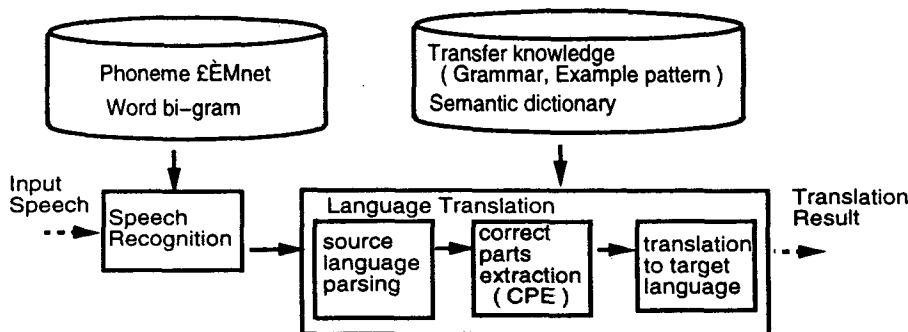 Phoneme £ÈMnet
Word bi-gram
Transfer knowledge
( Grammar, Example pattern )
Semantic dictionary
Input
Speech
Speech
Recognition
Language Translation
source
language
parsing
correct
parts
extraction
( CPE )
translation
to target
language
Translation
Result